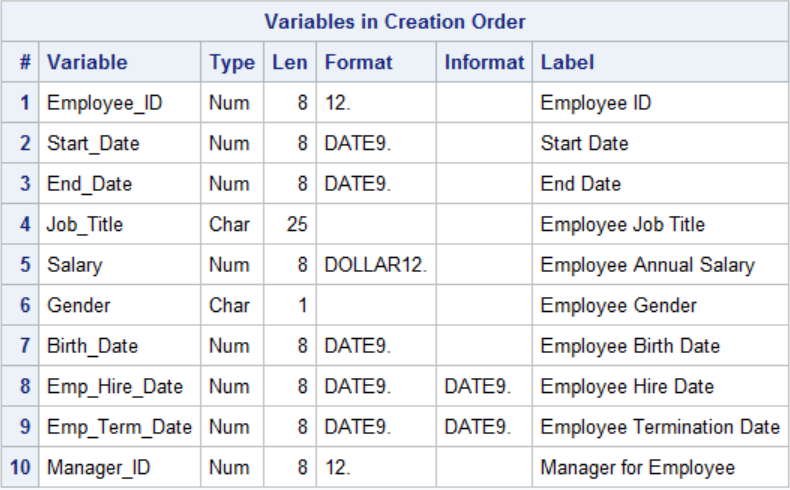 Variables in Creation Order
# Variable Type Len Format Informat Label
1 Employee_ID Num 8 12. Employee ID
2 Start_Date Num 8 DATE9. Start Date
3 End_Date Num 8 DATE9. End Date
4 Job_Title Char 25 Employee Job Title
5 Salary Num 8 DOLLAR12. Employee Annual Salary
6 Gender Char 1 Employee Gender
7 Birth_Date Num 8 DATE9. Employee Birth Date
8 Emp_Hire_Date Num 8 DATE9. DATE9. Employee Hire Date
9 Emp_Term_Date Num 8 DATE9. DATE9. Employee Termination Date
10 Manager_ID Num 8 12. Manager for Employee